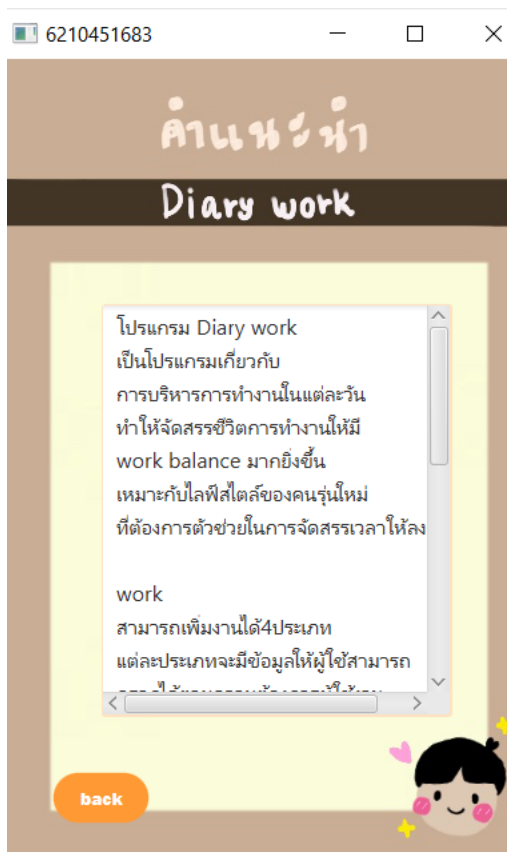 6210451683
คำแนะนำ
Diary work
โปรแกรม Diary work
เป็นโปรแกรมเกี่ยวกับ
การบริหารการทำงานในแต่ละวัน
ทำให้จัดสรรชีวิตการทำงานให้มี
work balance มากยิ่งขึ้น
เหมาะกับไลฟ์สไตล์ของคนรุ่นใหม่
ที่ต้องการตัวช่วยในการจัดสรรเวลาให้ลง
work
สามารถเพิ่มงานได้4ประเภท
แต่ละประเภทจะมีข้อมูลให้ผู้ใช้สามารถ
back